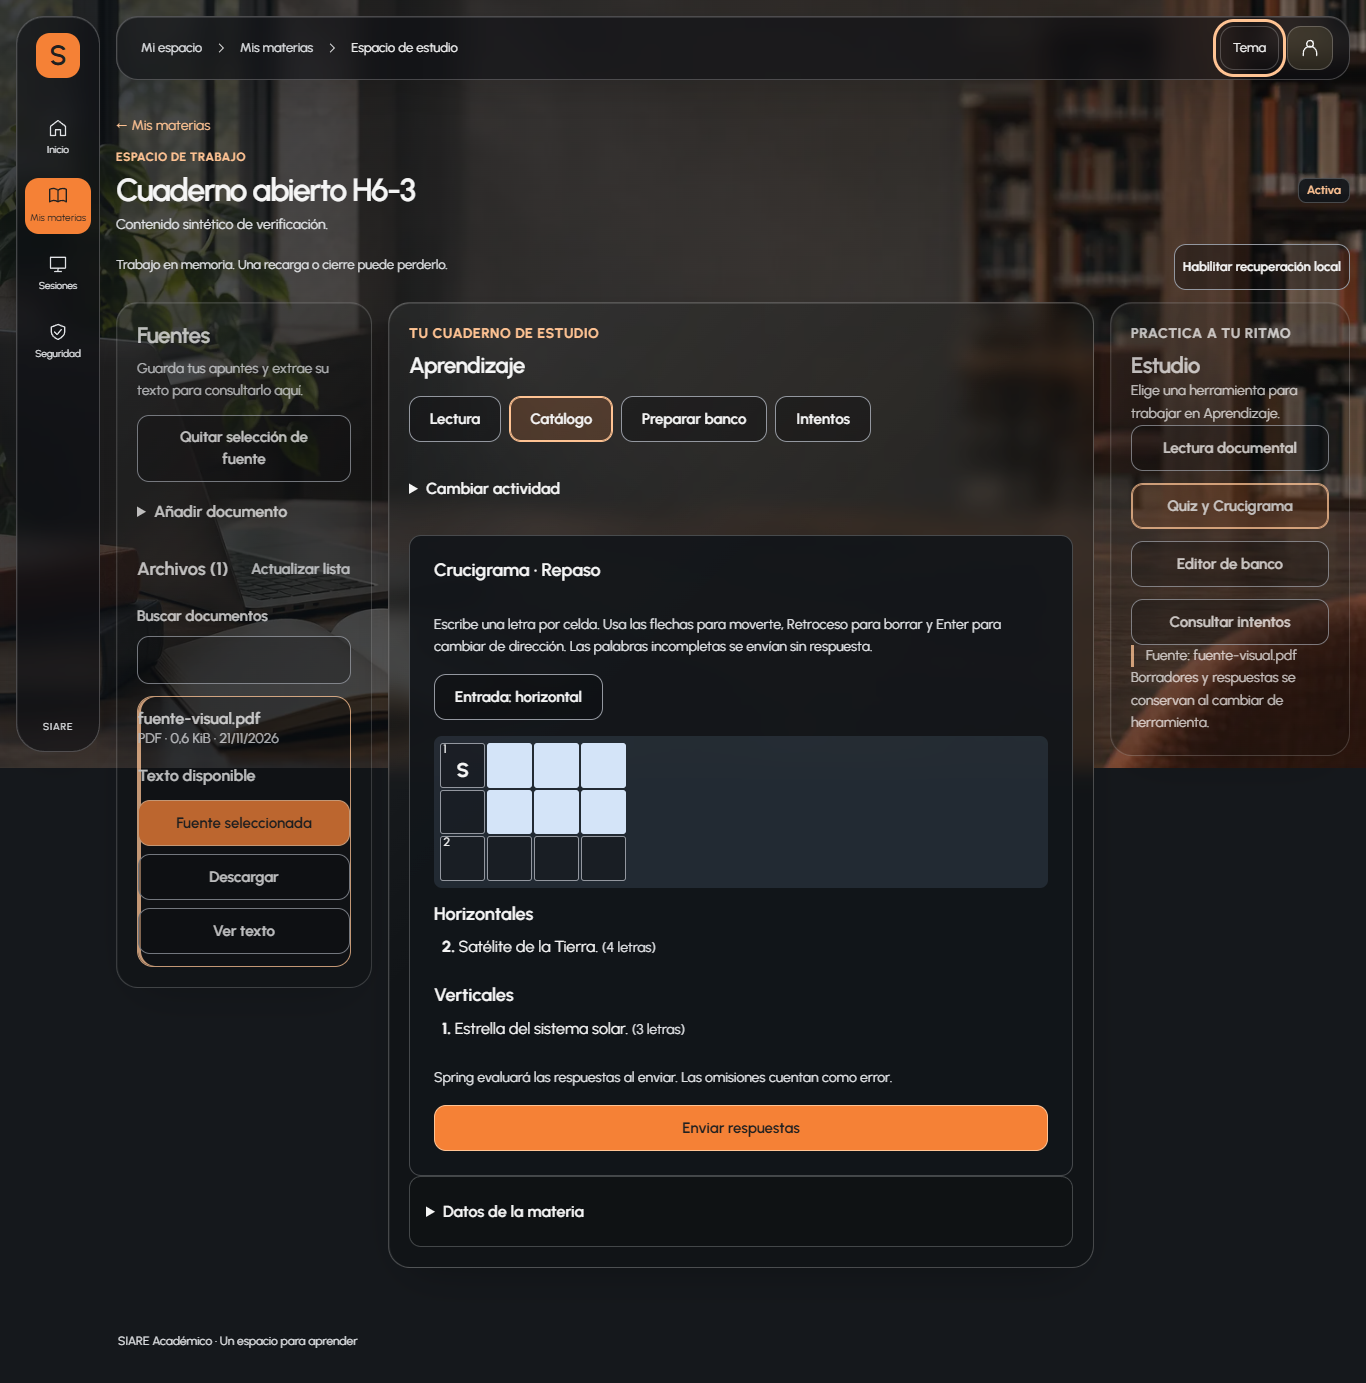 S
Inicio
Mis materias
Sesiones
Seguridad
SIARE
Mi espacio > Mis materias > Espacio de estudio
Tema
← Mis materias
ESPACIO DE TRABAJO
Cuaderno abierto H6-3
Activa
Contenido sintético de verificación.
Trabajo en memoria. Una recarga o cierre puede perderlo.
Habilitar recuperación local
Fuentes
Guarda tus apuntes y extrae su
texto para consultarlo aquí.
Quitar selección de
fuente
Añadir documento
Archivos (1) Actualizar lista
Buscar documentos
fuente-visual.pdf
PDF · 0,6 KiB · 21/11/2026
Texto disponible
Fuente seleccionada
Descargar
Ver texto
TU CUADERNO DE ESTUDIO
Aprendizaje
Lectura Catálogo Preparar banco Intentos
Cambiar actividad
Crucigrama · Repaso
Escribe una letra por celda. Usa las flechas para moverte, Retroceso para borrar y Enter para
cambiar de dirección. Las palabras incompletas se envían sin respuesta.
Entrada: horizontal
1
S
2
Horizontales
2. Satélite de la Tierra. (4 letras)
Verticales
1. Estrella del sistema solar. (3 letras)
Spring evaluará las respuestas al enviar. Las omisiones cuentan como error.
Enviar respuestas
Datos de la materia
PRACTICA A TU RITMO
Estudio
Elige una herramienta para
trabajar en Aprendizaje.
Lectura documental
Quiz y Crucigrama
Editor de banco
Consultar intentos
Fuente: fuente-visual.pdf
Borradores y respuestas se
conservan al cambiar de
herramienta.
SIARE Académico · Un espacio para aprender